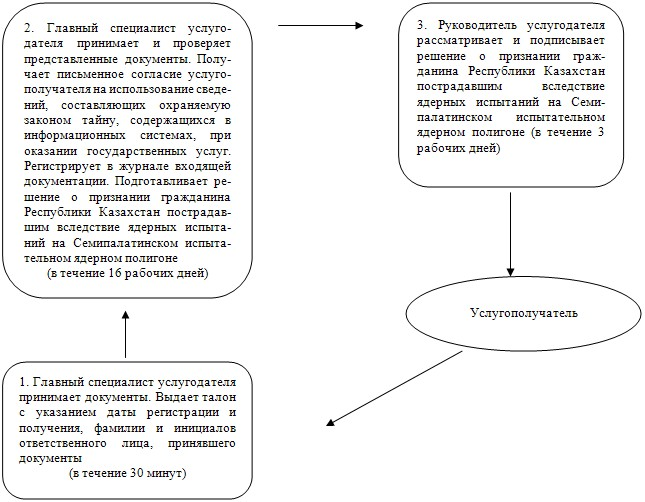 2. Главный специалист услуго-
дателя принимает и проверяет
представленные документы. Полу-
чает письменное согласие услуго-
получателя на использование сведе-
ний, составляющих охраняемую
законом тайну, содержащихся в
информационных системах, при
оказании государственных услуг.
Регистрирует в журнале входящей
документации. Подготавливает ре-
шение о признании гражданина
Республики Казахстан пострадав-
шим вследствие ядерных испыта-
ний на Семипалатинском испыта-
тельном ядерном полигоне
(в течение 16 рабочих дней)
3. Руководитель услугодателя
рассматривает и подписывает
решение о признании граж-
данина Республики Казахстан
пострадавшим вследствие
ядерных испытаний на Семи-
палатинском испытательном
ядерном полигоне (в течение 3
рабочих дней)
Услугополучатель
1. Главный специалист услугодателя
принимает документы. Выдает талон
с указанием даты регистрации и
получения, фамилии и инициалов
ответственного лица, принявшего
документы
(в течение 30 минут)